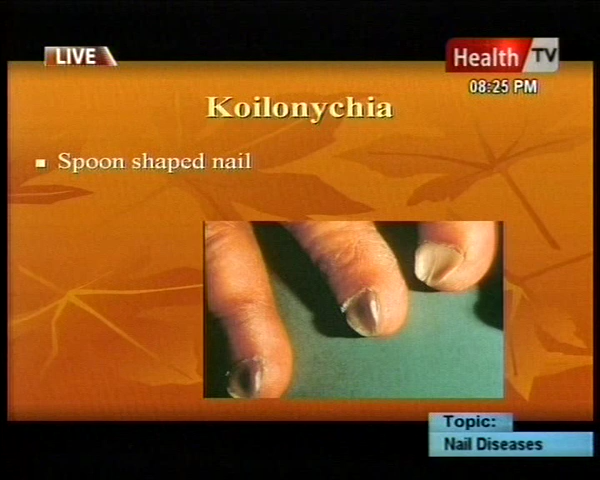 LIVE
Health TV
08:25 PM
Koilonychia
Spoon shaped nail
Topic:
Nail Diseases